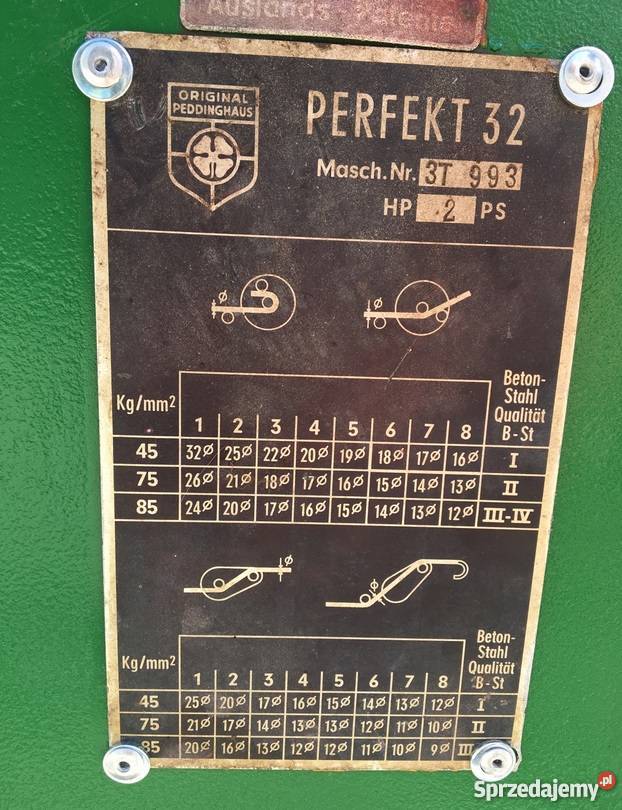 Auslands Patente
ORIGINAL
PEDDINGHAUS
PERFEKT 32
Masch.Nr. 3T 993
HP 2 PS
ø ø
Kg/mm² 1 2 3 4 5 6 7 8 Beton-Stahl Qualität B-St
45 32ø 25ø 22ø 20ø 19ø 18ø 17ø 16ø I
75 26ø 21ø 18ø 17ø 16ø 15ø 14ø 13ø II
85 24ø 20ø 17ø 16ø 15ø 14ø 13ø 12ø III-IV
ø ø
Kg/mm² 1 2 3 4 5 6 7 8 Beton-Stahl Qualität B-St
45 25ø 20ø 17ø 16ø 15ø 14ø 13ø 12ø I
75 21ø 17ø 14ø 13ø 13ø 12ø 11ø 10ø II
85 20ø 16ø 13ø 12ø 12ø 11ø 10ø 9ø
Sprzedajemy.pl